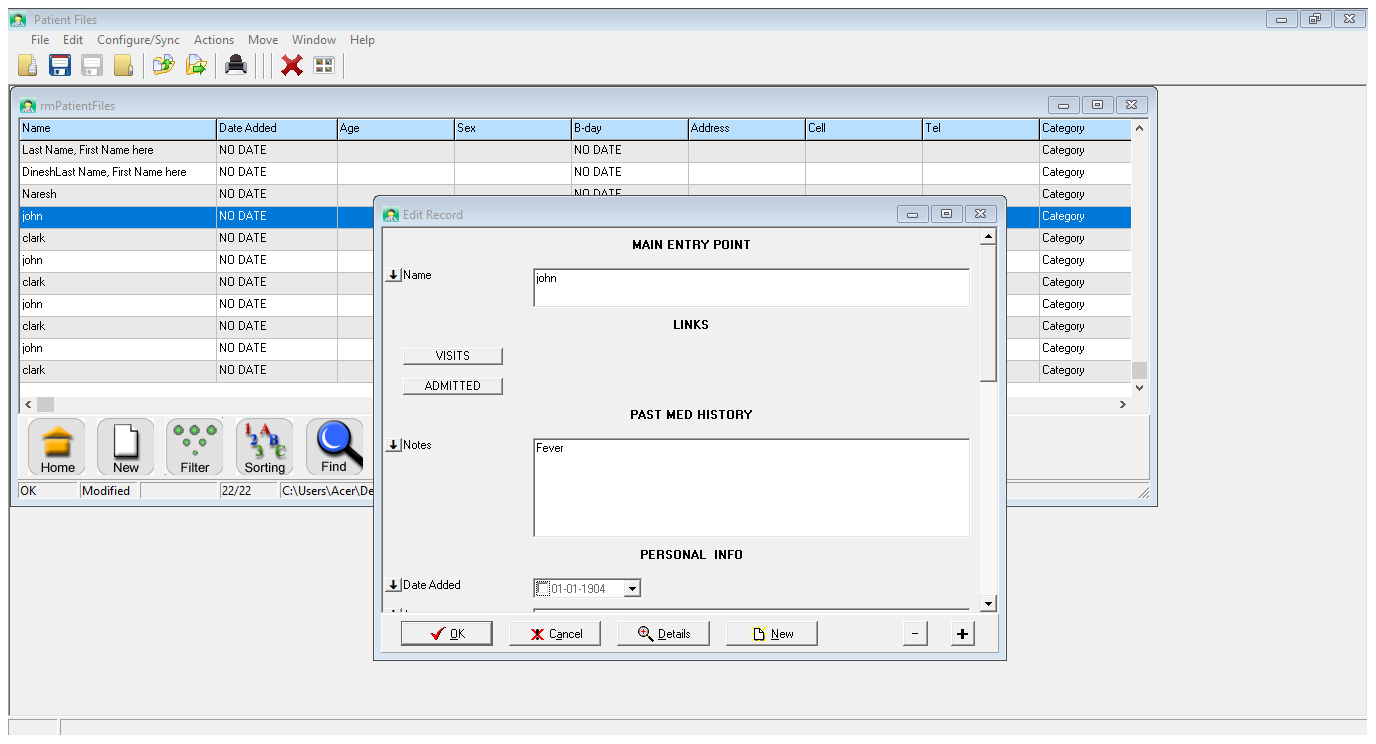 Patient Files
File Edit Configure/Sync Actions Move Window Help
rmPatientFiles
Name Date Added Age Sex B-day Address Cell Tel Category
Last Name, First Name here NO DATE NO DATE Category
DineshLast Name, First Name here NO DATE NO DATE Category
Naresh NO DATE NO DATE Category
john NO DATE Category
clark NO DATE Category
john NO DATE Category
clark NO DATE Category
john NO DATE Category
clark NO DATE Category
john NO DATE Category
clark NO DATE Category
Home New Filter Sorting Find
OK Modified 22/22 C:\Users\Acer\De
Edit Record
MAIN ENTRY POINT
Name john
LINKS
VISITS
ADMITTED
PAST MED HISTORY
Notes Fever
PERSONAL INFO
Date Added 01-01-1904
OK Cancel Details New - +